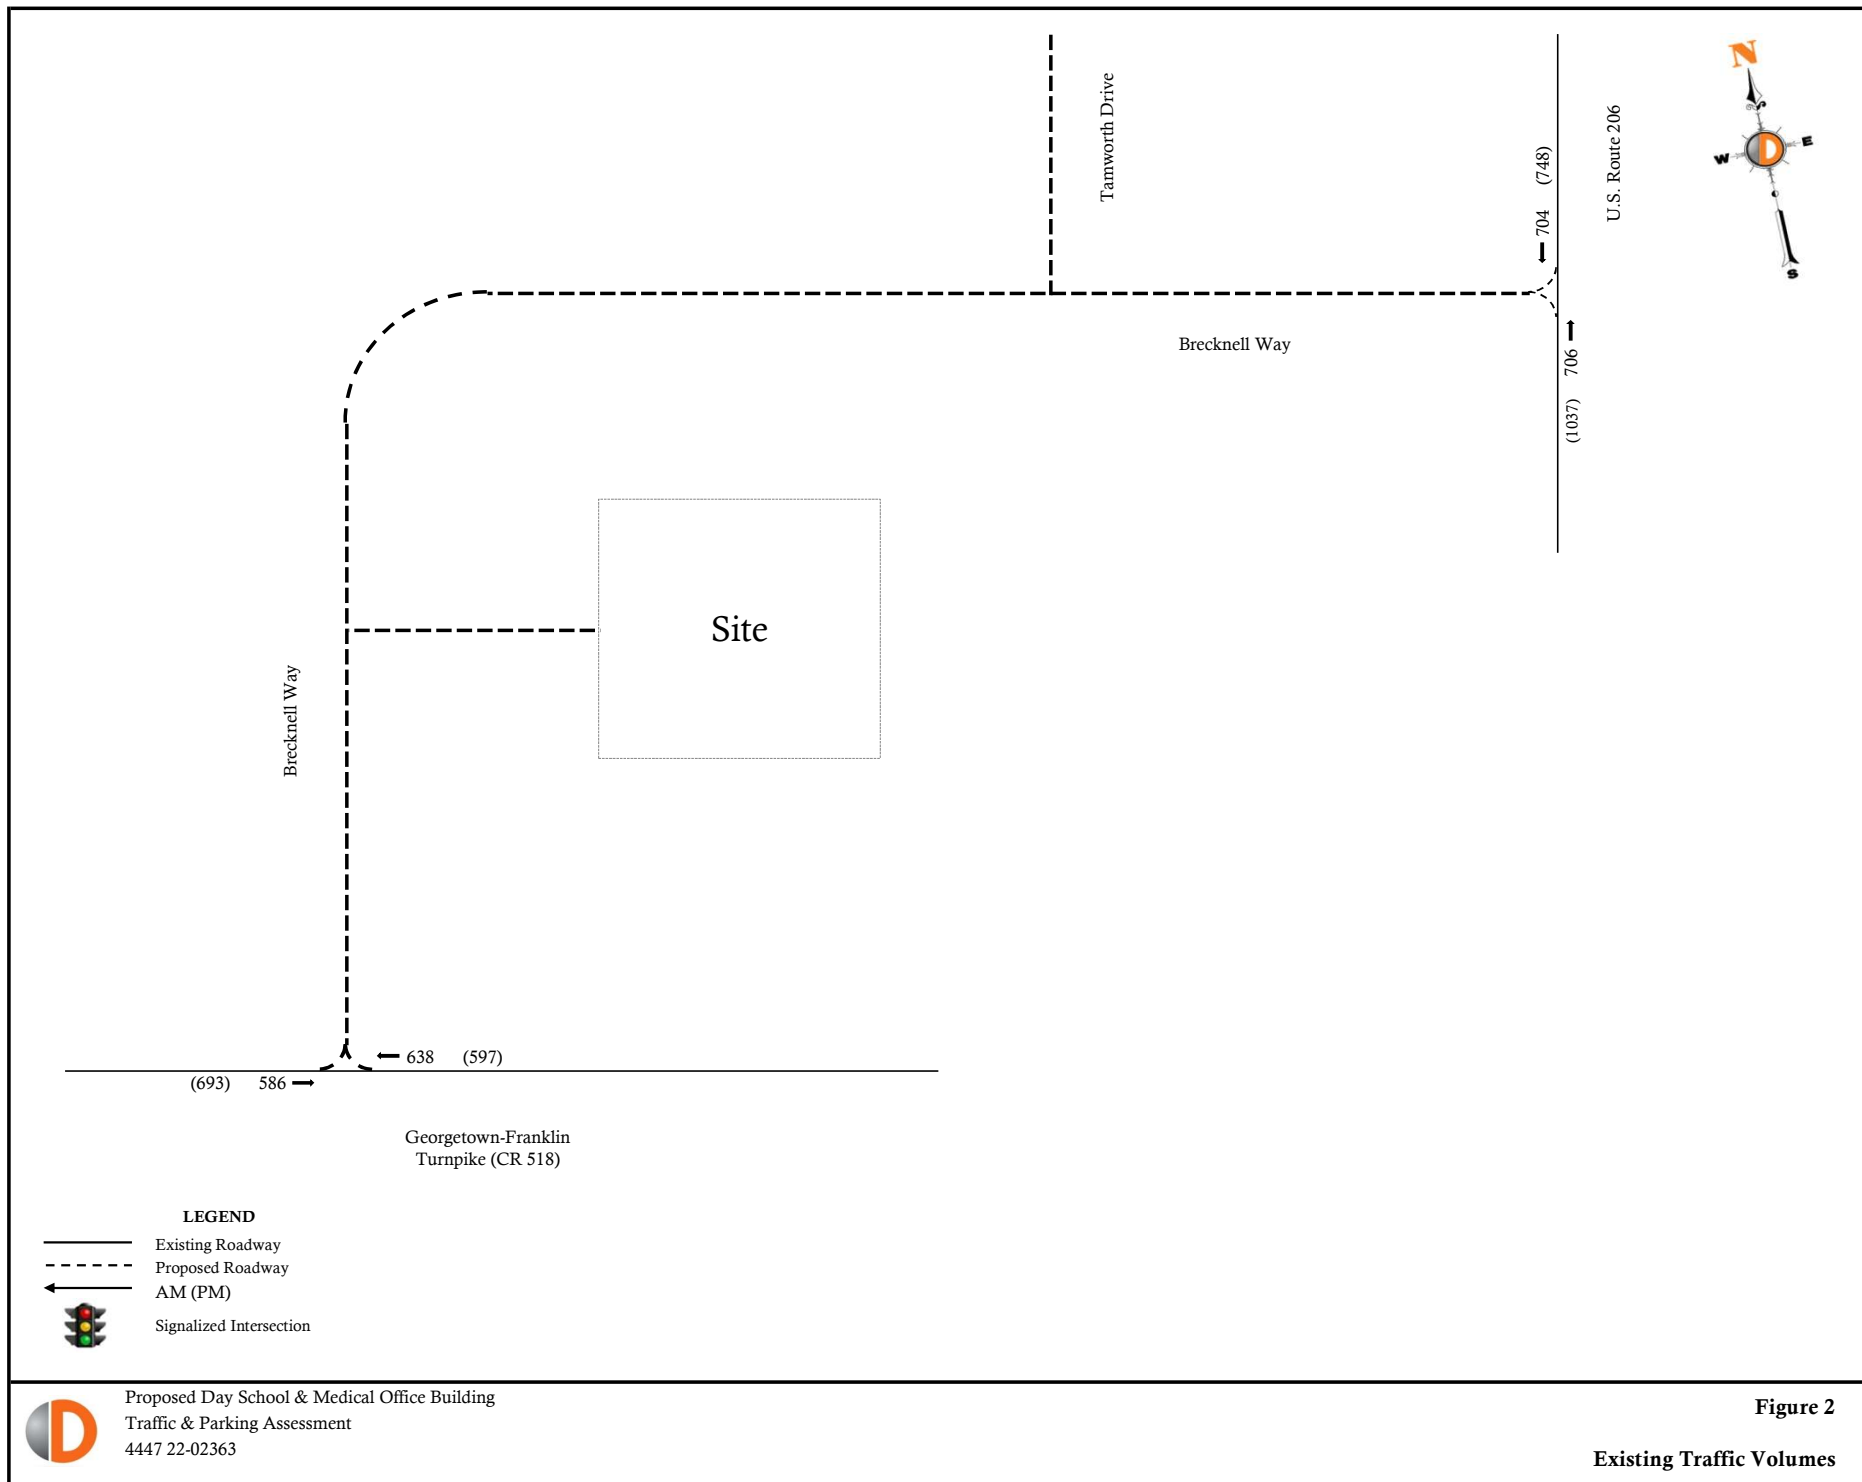 N
W
E
S
Tamworth Drive
U.S. Route 206
704 (748)
(1037) 706
Brecknell Way
Site
Brecknell Way
638 (597)
(693) 586
Georgetown-Franklin
Turnpike (CR 518)
LEGEND
Existing Roadway
Proposed Roadway
AM (PM)
Signalized Intersection
Proposed Day School & Medical Office Building
Traffic & Parking Assessment
4447 22-02363
Figure 2
Existing Traffic Volumes